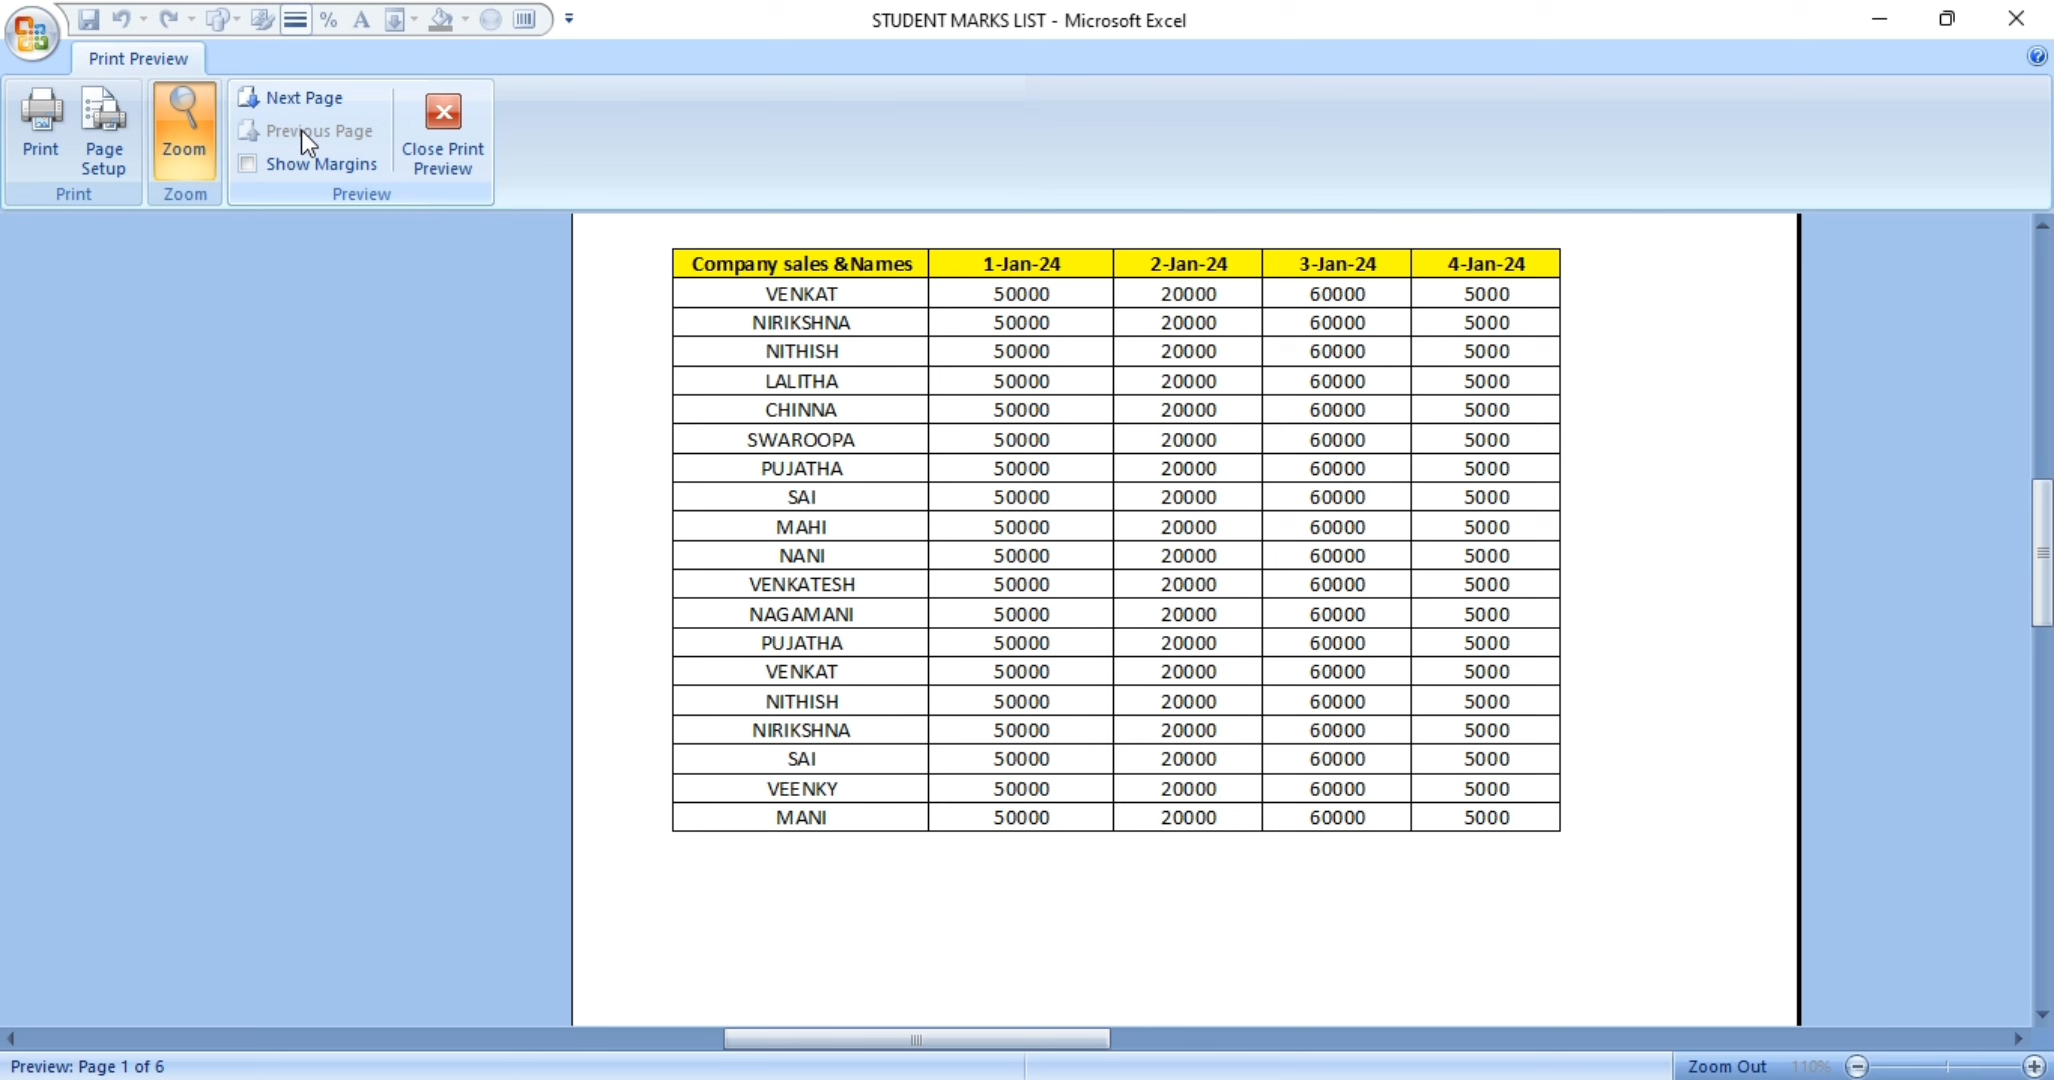 STUDENT MARKS LIST - Microsoft Excel
Print Preview
Print
Page Setup
Zoom
Next Page
Previous Page
Show Margins
Close Print Preview
Print
Zoom
Preview
Company sales &Names 1-Jan-24 2-Jan-24 3-Jan-24 4-Jan-24
VENKAT 50000 20000 60000 5000
NIRIKSHNA 50000 20000 60000 5000
NITHISH 50000 20000 60000 5000
LALITHA 50000 20000 60000 5000
CHINNA 50000 20000 60000 5000
SWAROOPA 50000 20000 60000 5000
PUJATHA 50000 20000 60000 5000
SAI 50000 20000 60000 5000
MAHI 50000 20000 60000 5000
NANI 50000 20000 60000 5000
VENKATESH 50000 20000 60000 5000
NAGAMANI 50000 20000 60000 5000
PUJATHA 50000 20000 60000 5000
VENKAT 50000 20000 60000 5000
NITHISH 50000 20000 60000 5000
NIRIKSHNA 50000 20000 60000 5000
SAI 50000 20000 60000 5000
VEENKY 50000 20000 60000 5000
MANI 50000 20000 60000 5000
Preview: Page 1 of 6
Zoom Out 110%